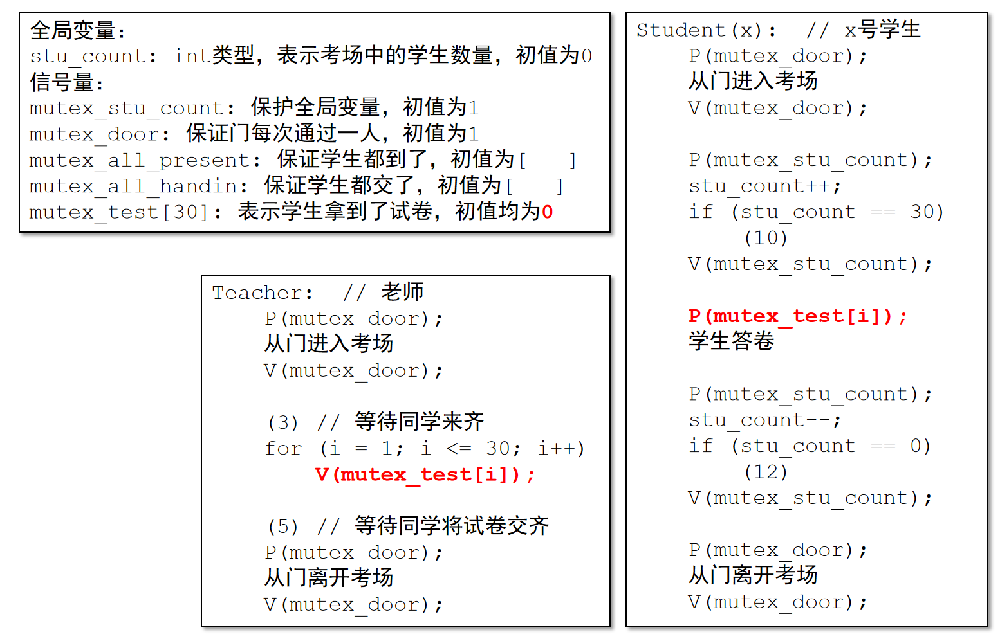 全局变量：
stu_count: int类型，表示考场中的学生数量，初值为0
信号量：
mutex_stu_count: 保护全局变量，初值为1
mutex_door: 保证门每次通过一人，初值为1
mutex_all_present: 保证学生都到了，初值为[   ]
mutex_all_handin: 保证学生都交了，初值为[   ]
mutex_test[30]: 表示学生拿到了试卷，初值均为0
Teacher:  // 老师
P(mutex_door);
从门进入考场
V(mutex_door);
(3) // 等待同学来齐
for (i = 1; i <= 30; i++)
V(mutex_test[i]);
(5) // 等待同学将试卷交齐
P(mutex_door);
从门离开考场
V(mutex_door);
Student(x):  // x号学生
P(mutex_door);
从门进入考场
V(mutex_door);
P(mutex_stu_count);
stu_count++;
if (stu_count == 30)
(10)
V(mutex_stu_count);
P(mutex_test[i]);
学生答卷
P(mutex_stu_count);
stu_count--;
if (stu_count == 0)
(12)
V(mutex_stu_count);
P(mutex_door);
从门离开考场
V(mutex_door);